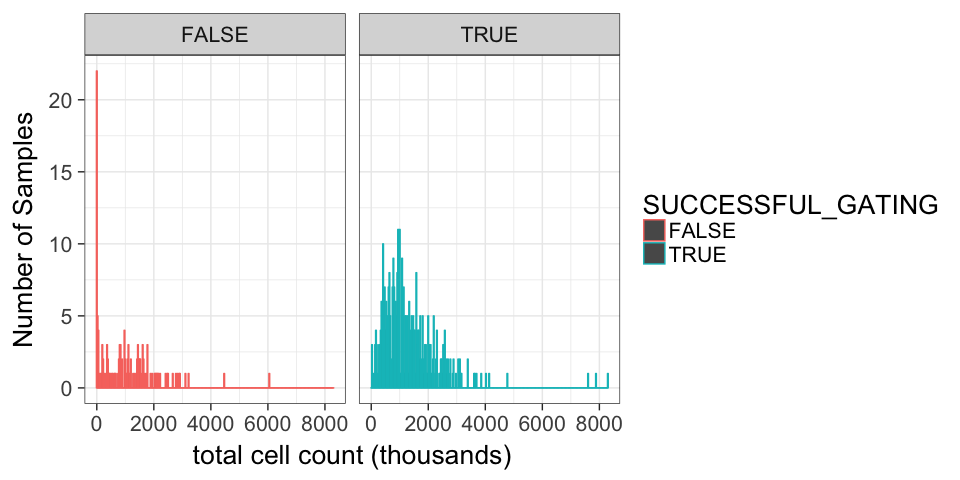 FALSE
TRUE
Number of Samples
20
15
10
5
0
0 2000 4000 6000 8000
0 2000 4000 6000 8000
total cell count (thousands)
SUCCESSFUL_GATING
FALSE
TRUE